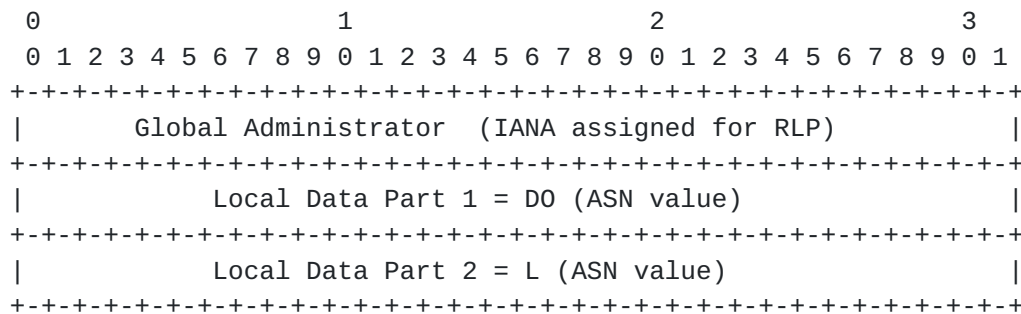 0                   1                   2                   3
 0 1 2 3 4 5 6 7 8 9 0 1 2 3 4 5 6 7 8 9 0 1 2 3 4 5 6 7 8 9 0 1
+-+-+-+-+-+-+-+-+-+-+-+-+-+-+-+-+-+-+-+-+-+-+-+-+-+-+-+-+-+-+-+-+
|       Global Administrator  (IANA assigned for RLP)           |
+-+-+-+-+-+-+-+-+-+-+-+-+-+-+-+-+-+-+-+-+-+-+-+-+-+-+-+-+-+-+-+-+
|            Local Data Part 1 = DO (ASN value)                 |
+-+-+-+-+-+-+-+-+-+-+-+-+-+-+-+-+-+-+-+-+-+-+-+-+-+-+-+-+-+-+-+-+
|            Local Data Part 2 = L (ASN value)                  |
+-+-+-+-+-+-+-+-+-+-+-+-+-+-+-+-+-+-+-+-+-+-+-+-+-+-+-+-+-+-+-+-+